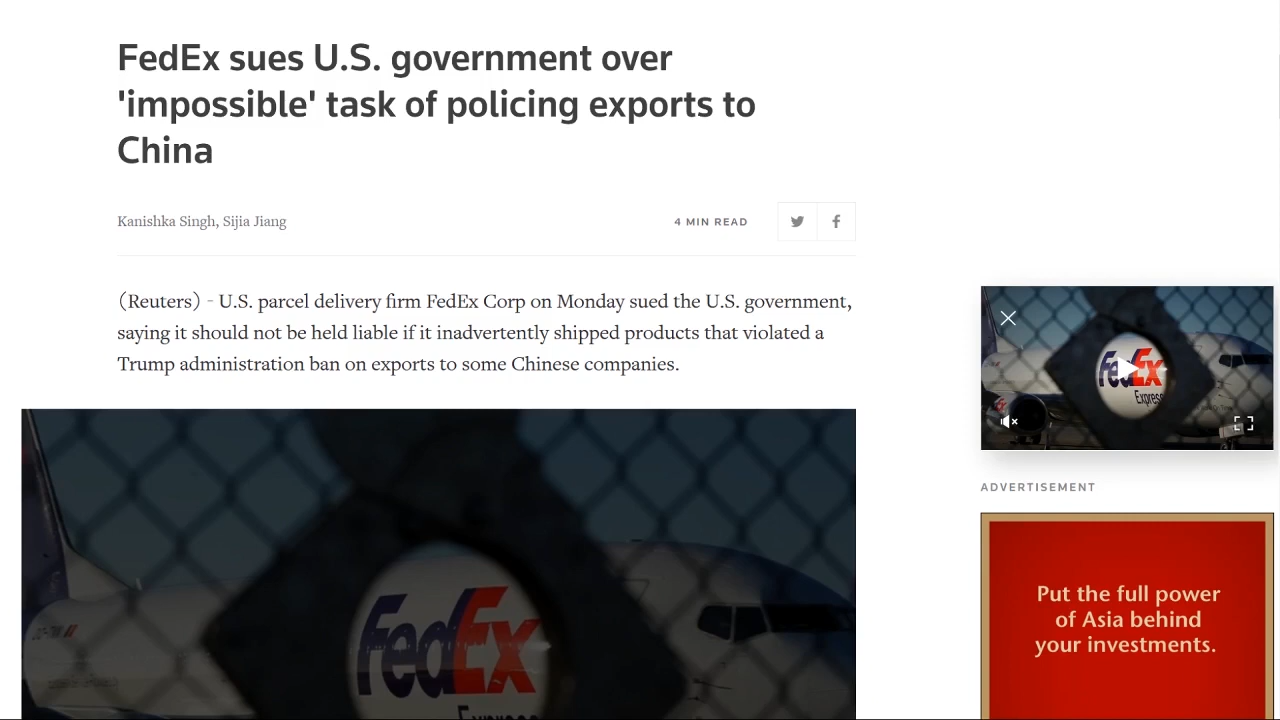 FedEx sues U.S. government over
'impossible' task of policing exports to
China
Kanishka Singh, Sijia Jiang
4 MIN READ
(Reuters) - U.S. parcel delivery firm FedEx Corp on Monday sued the U.S. government,
saying it should not be held liable if it inadvertently shipped products that violated a
Trump administration ban on exports to some Chinese companies.
FedEx
Express
ADVERTISEMENT
Put the full power
of Asia behind
your investments.
FedEx
Express